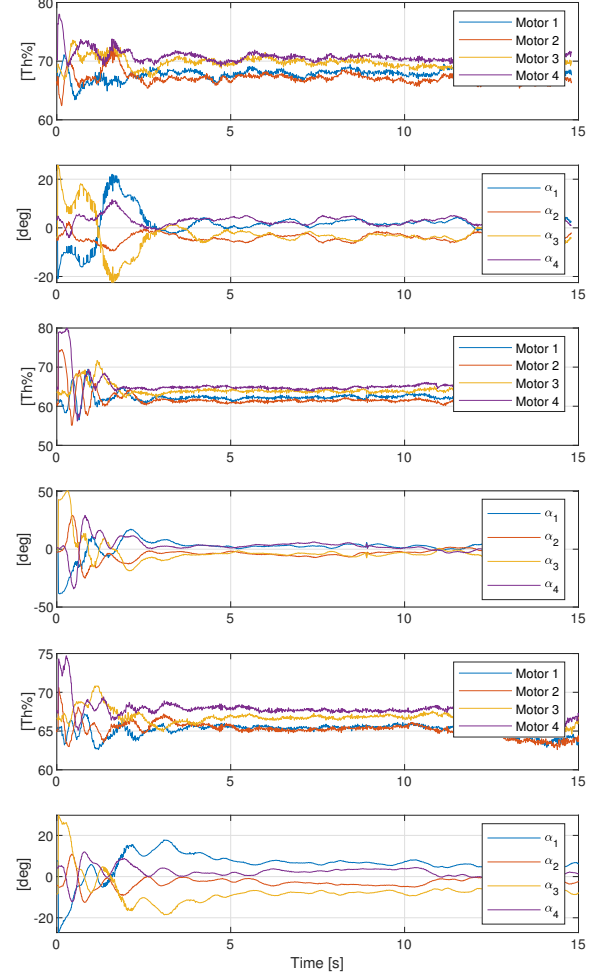 80
70
60
[Th%]
Motor 1
Motor 2
Motor 3
Motor 4
0 5 10 15
20
0
-20
[deg]
α1
α2
α3
α4
0 5 10 15
80
70
60
50
[Th%]
Motor 1
Motor 2
Motor 3
Motor 4
0 5 10 15
50
0
-50
[deg]
α1
α2
α3
α4
0 5 10 15
75
70
65
60
[Th%]
Motor 1
Motor 2
Motor 3
Motor 4
0 5 10 15
20
0
-20
[deg]
α1
α2
α3
α4
0 5 10 15
Time [s]